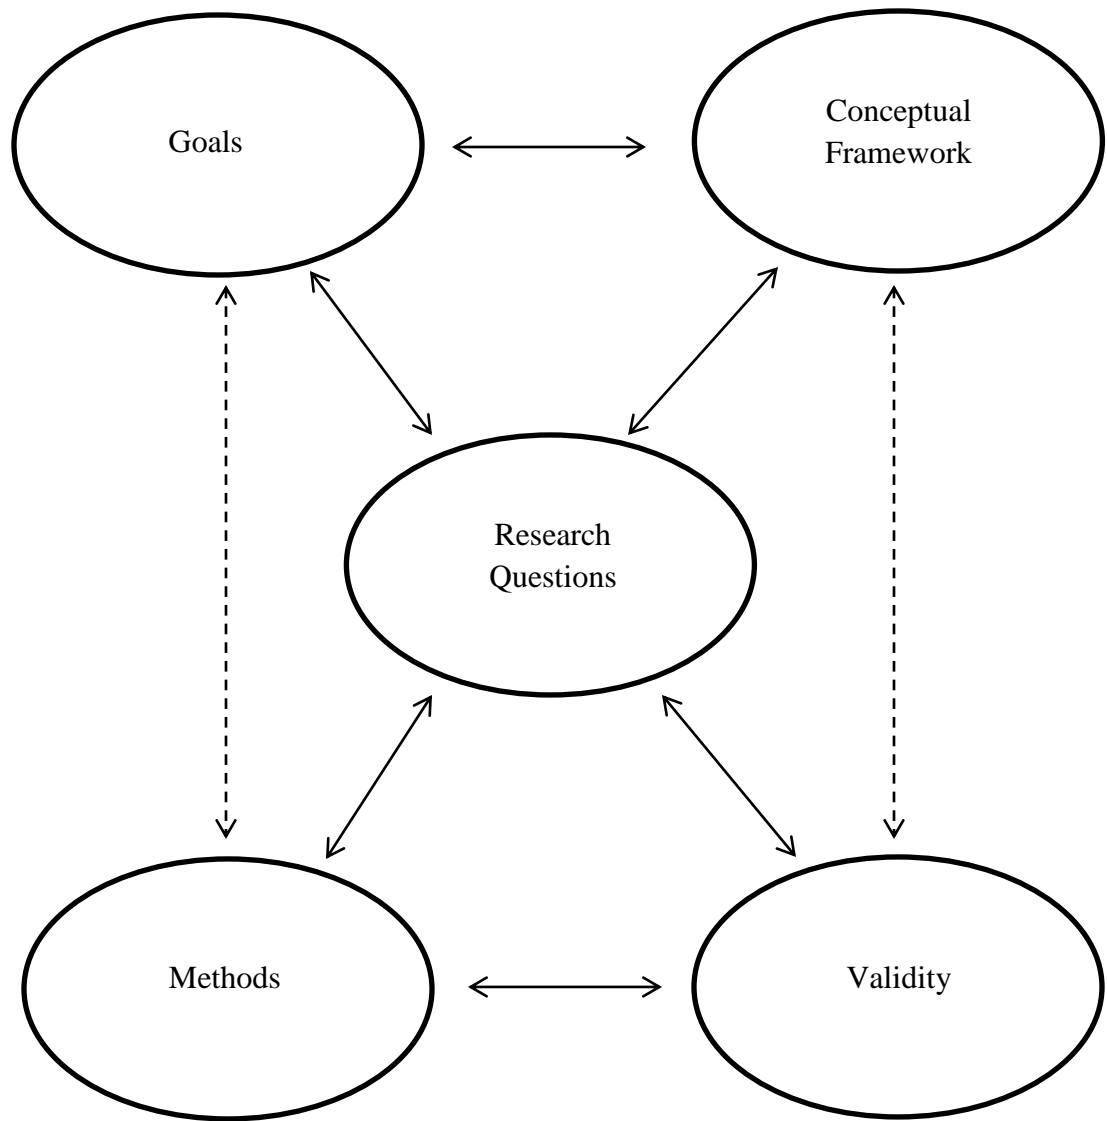 Goals
Conceptual
Framework
Research
Questions
Methods
Validity